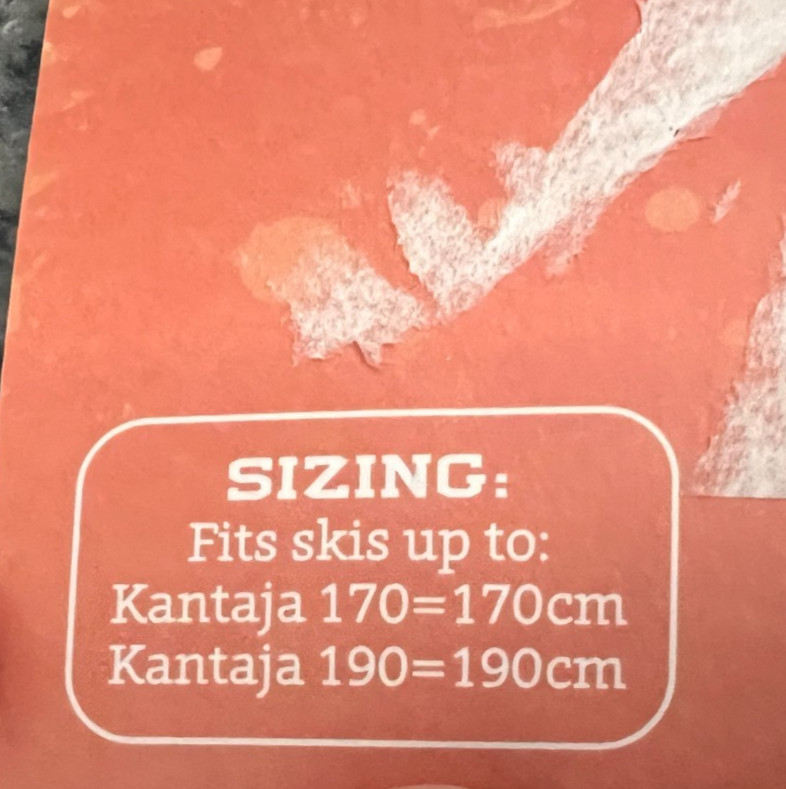 SIZING:
Fits skis up to:
Kantaja 170=170cm
Kantaja 190=190cm